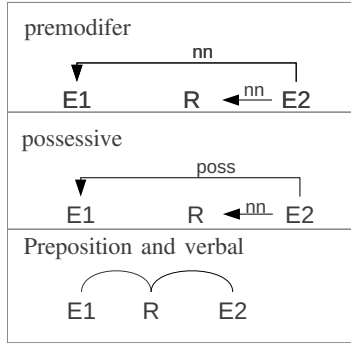 premodifer
nn
E1 R nn E2
possessive
poss
E1 R nn E2
Preposition and verbal
E1 R E2